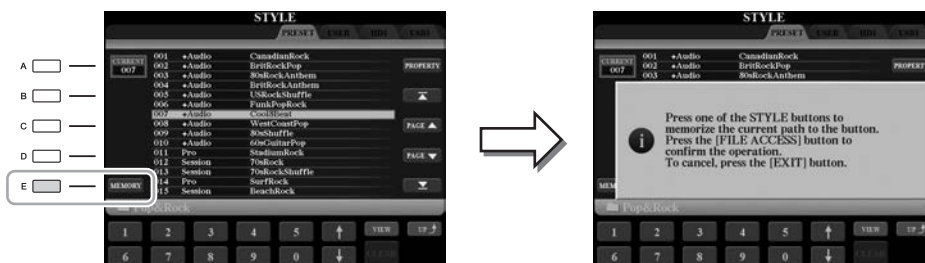 STYLE
PRESET USER HDI USB1
CURRENT
007
001 +Audio CanadianRock
002 +Audio BritRockPop
003 +Audio 80sRockAnthem
004 +Audio BritRockAnthem
005 +Audio USRockShuffle
006 +Audio FunkPopRock
007 +Audio Cool8Beat
008 +Audio WestCoastPop
009 +Audio 80sShuffle
010 +Audio 60sGuitarPop
011 Pro StadiumRock
012 Session 70sRock
013 Session 70sRockShuffle
014 Pro SurfRock
015 Session BeachRock
PROPERTY
PAGE
PAGE
A
B
C
D
E
MEMORY
Pop&Rock
1 2 3 4 5 VIEW UP
6 7 8 9 0
STYLE
PRESET USER HDI USB1
CURRENT
007
001 +Audio CanadianRock
002 +Audio BritRockPop
003 +Audio 80sRockAnthem
PROPERT
Press one of the STYLE buttons to
memorize the current path to the button.
Press the [FILE ACCESS] button to
confirm the operation.
To cancel, press the [EXIT] button.
MEM
Pop&Rock
1 2 3 4 5 VIEW UP
6 7 8 9 0